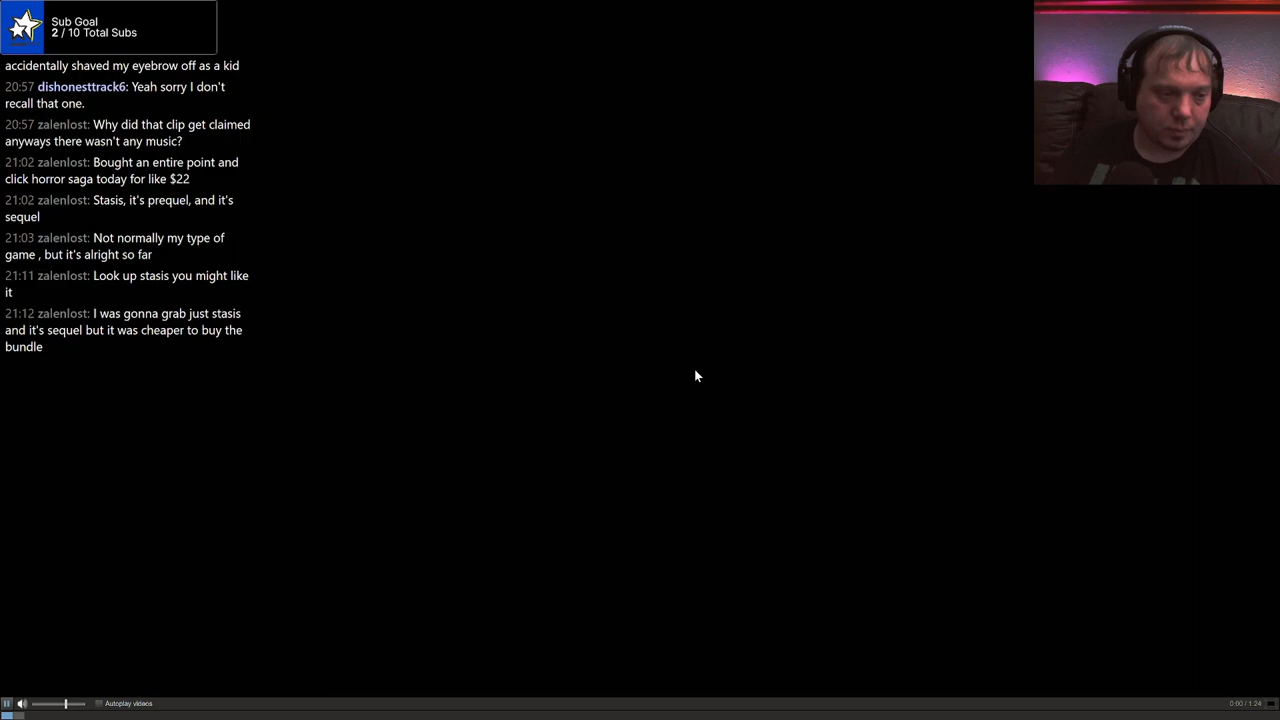 Sub Goal
2 / 10 Total Subs
accidentally shaved my eyebrow off as a kid
20:57 dishonesttrack6: Yeah sorry I don't
recall that one.
20:57 zalenlost: Why did that clip get claimed
anyways there wasn't any music?
21:02 zalenlost: Bought an entire point and
click horror saga today for like $22
21:02 zalenlost: Stasis, it's prequel, and it's
sequel
21:03 zalenlost: Not normally my type of
game , but it's alright so far
21:11 zalenlost: Look up stasis you might like
it
21:12 zalenlost: I was gonna grab just stasis
and it's sequel but it was cheaper to buy the
bundle
Autoplay videos
0:00 / 1:24